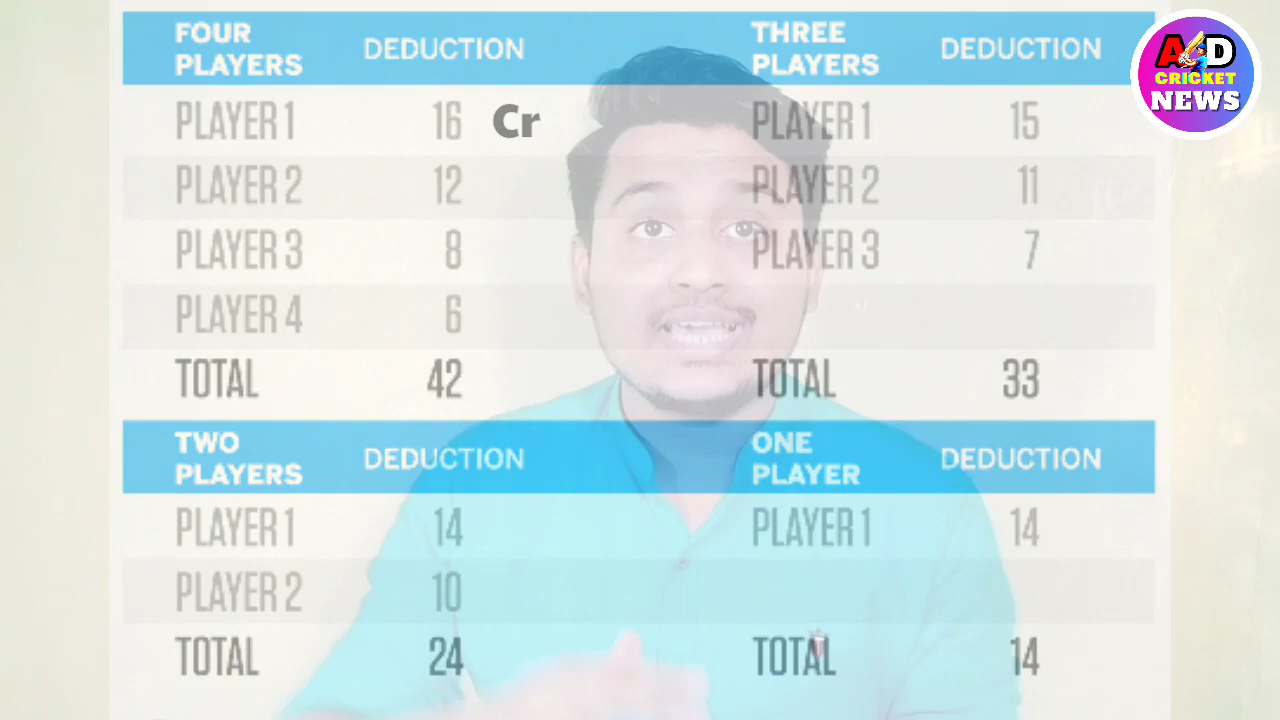 FOUR PLAYERS DEDUCTION
PLAYER 1 16 Cr
PLAYER 2 12
PLAYER 3 8
PLAYER 4 6
TOTAL 42
THREE PLAYERS DEDUCTION
PLAYER 1 15
PLAYER 2 11
PLAYER 3 7
TOTAL 33
TWO PLAYERS DEDUCTION
PLAYER 1 14
PLAYER 2 10
TOTAL 24
ONE PLAYER DEDUCTION
PLAYER 1 14
TOTAL 14
A D
CRICKET
NEWS